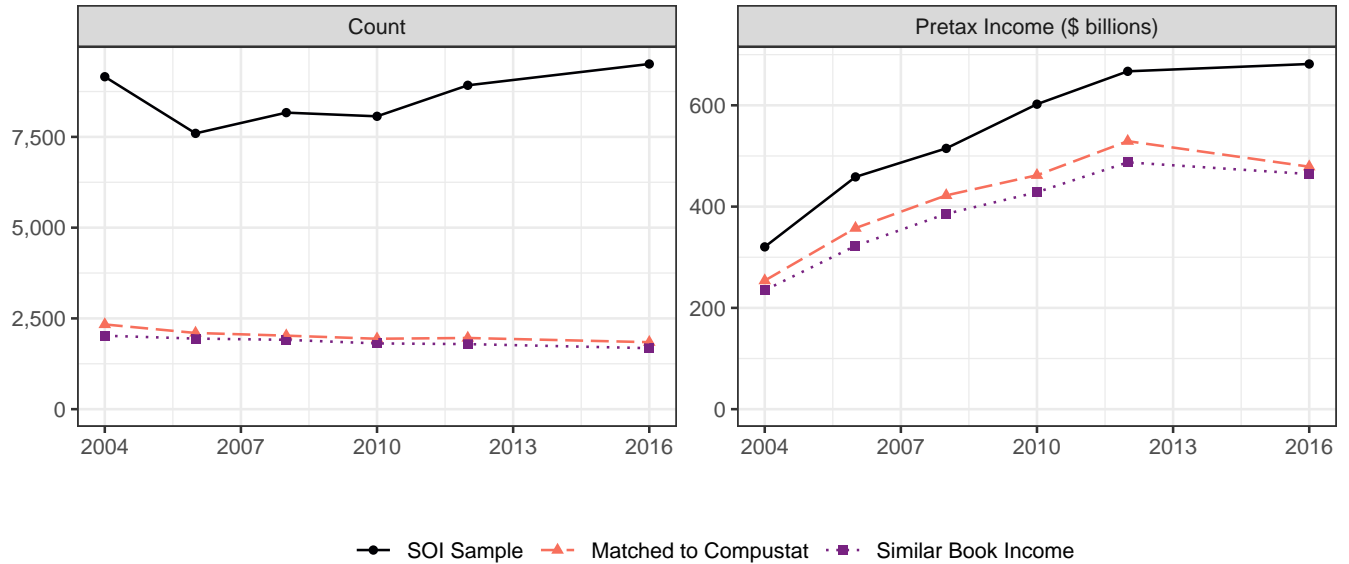 Count
Pretax Income ($ billions)
7,500
5,000
2,500
0
600
400
200
0
2004 2007 2010 2013 2016
2004 2007 2010 2013 2016
SOI Sample Matched to Compustat Similar Book Income